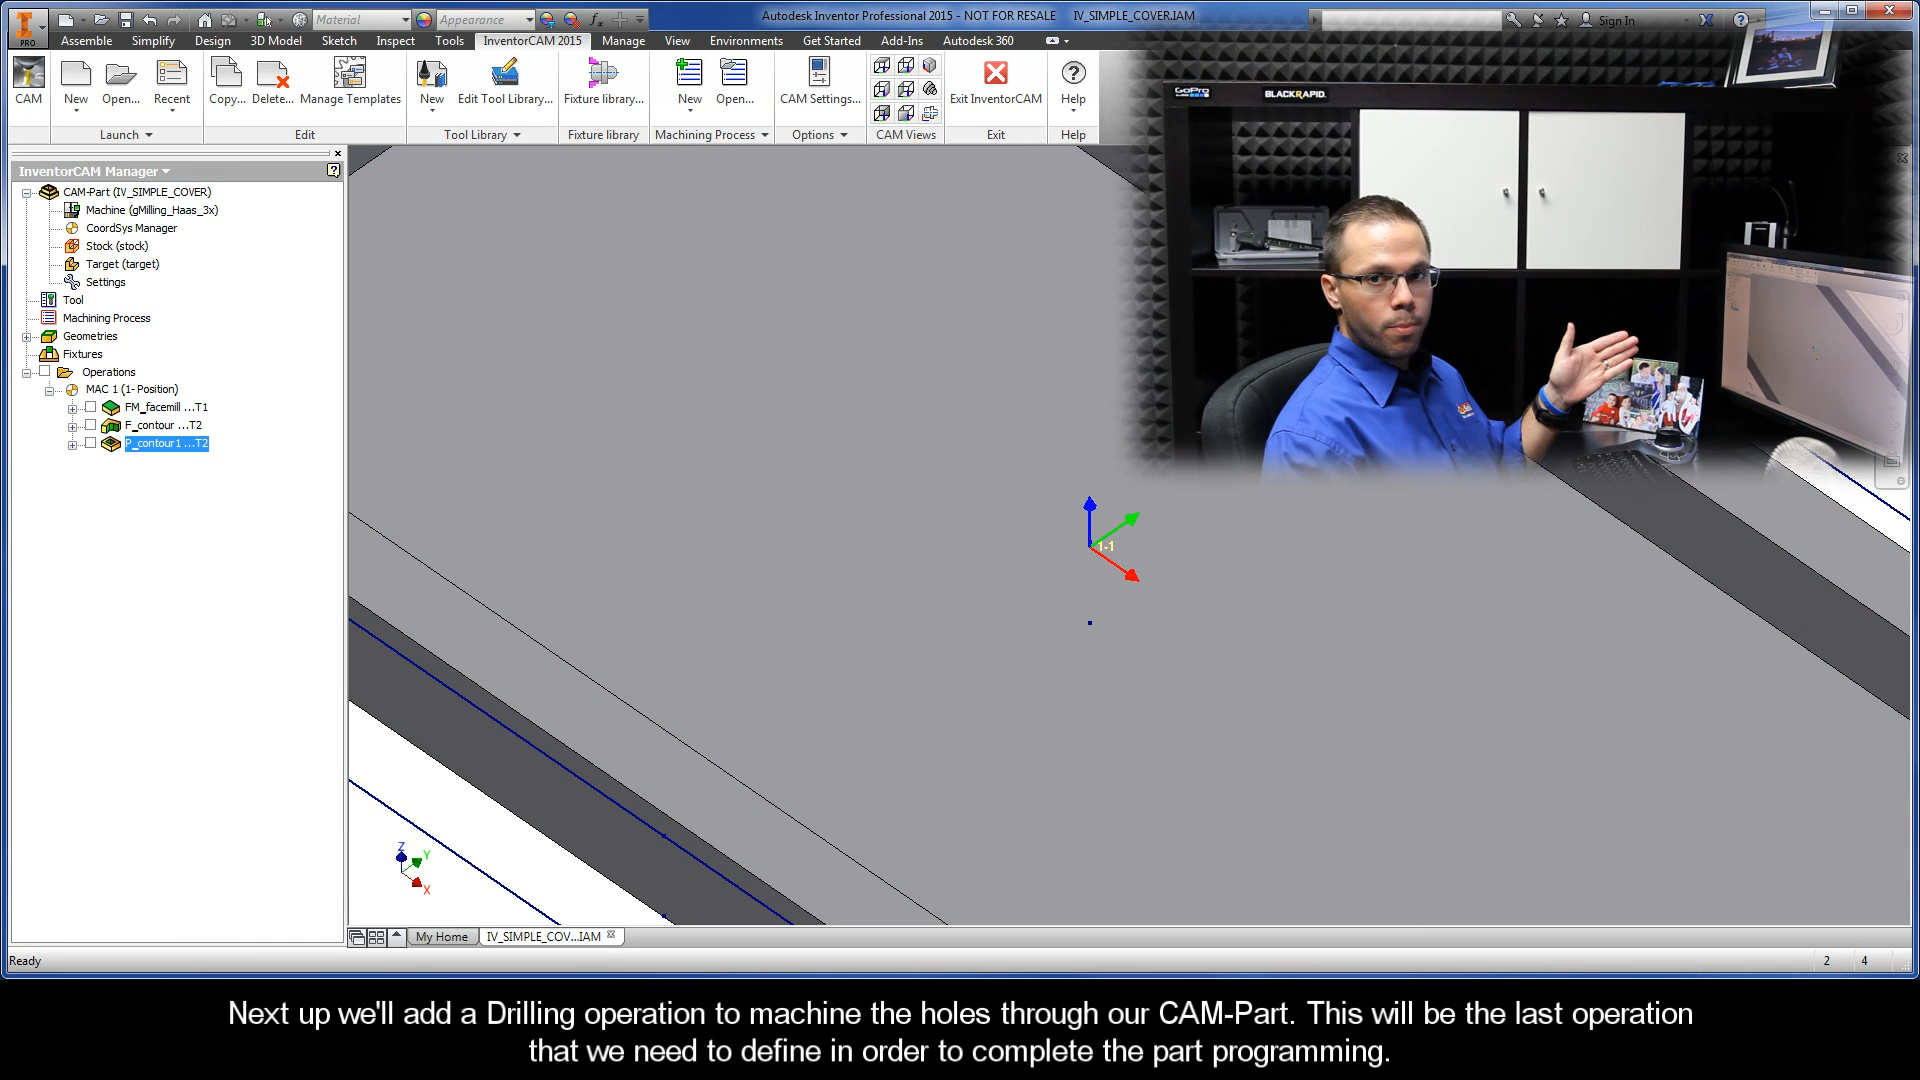 Material
Appearance
Autodesk Inventor Professional 2015 - NOT FOR RESALE IV_SIMPLE_COVER.IAM
Sign In
PRO
Assemble Simplify Design 3D Model Sketch Inspect Tools InventorCAM 2015 Manage View Environments Get Started Add-Ins Autodesk 360
CAM New Open... Recent Copy... Delete... Manage Templates New Edit Tool Library... Fixture library... New Open... CAM Settings... Exit InventorCAM Help
Launch Edit Tool Library Fixture library Machining Process Options CAM Views Exit Help
GoPro
BLACKRAPID
InventorCAM Manager
CAM-Part (IV_SIMPLE_COVER)
Machine (gMilling_Haas_3x)
CoordSys Manager
Stock (stock)
Target (target)
Settings
Tool
Machining Process
Geometries
Fixtures
Operations
MAC 1 (1- Position)
FM_facemill ...T1
F_contour ...T2
P_contour1 ...T2
1-1
Z
Y
X
My Home IV_SIMPLE_COV...IAM
Ready
2 4
Next up we'll add a Drilling operation to machine the holes through our CAM-Part. This will be the last operation
that we need to define in order to complete the part programming.